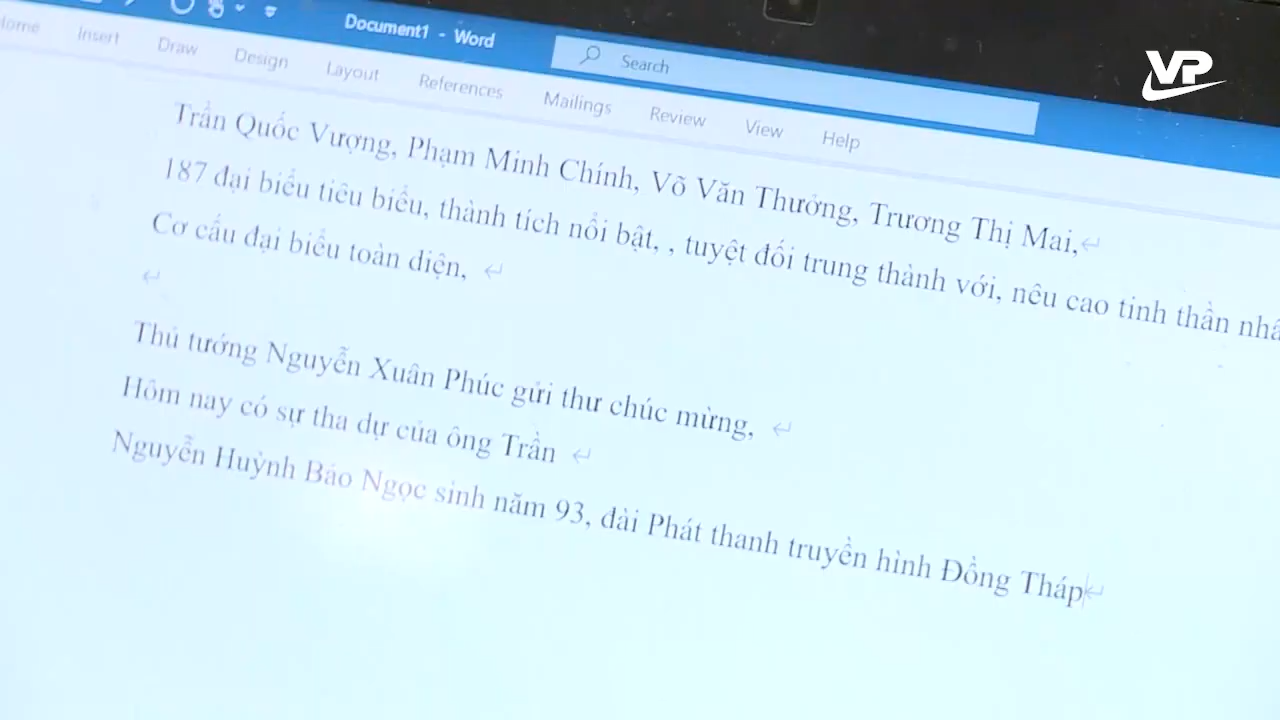 Document1 - Word
Search
Home Insert Draw Design Layout References Mailings Review View Help
VP
Trần Quốc Vượng, Phạm Minh Chính, Võ Văn Thưởng, Trương Thị Mai,
187 đại biểu tiêu biểu, thành tích nổi bật, , tuyệt đối trung thành với, nêu cao tinh thần
Cơ cấu đại biểu toàn diện,
Thủ tướng Nguyễn Xuân Phúc gửi thư chúc mừng,
Hôm nay có sự tha dự của ông Trần
Nguyễn Huỳnh Bảo Ngọc sinh năm 93, đài Phát thanh truyền hình Đồng Tháp